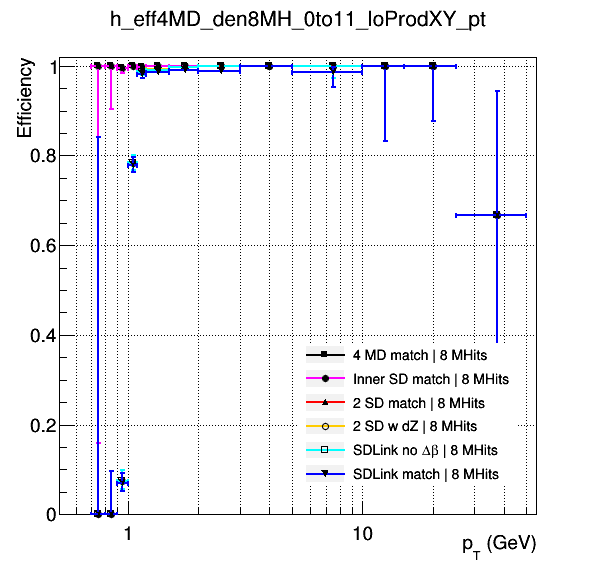 h_eff4MD_den8MH_0to11_loProdXY_pt
Efficiency
1
0.8
0.6
0.4
0.2
0
4 MD match | 8 MHits
Inner SD match | 8 MHits
2 SD match | 8 MHits
2 SD w dZ | 8 MHits
SDLink no Δβ | 8 MHits
SDLink match | 8 MHits
1 10
p_T (GeV)